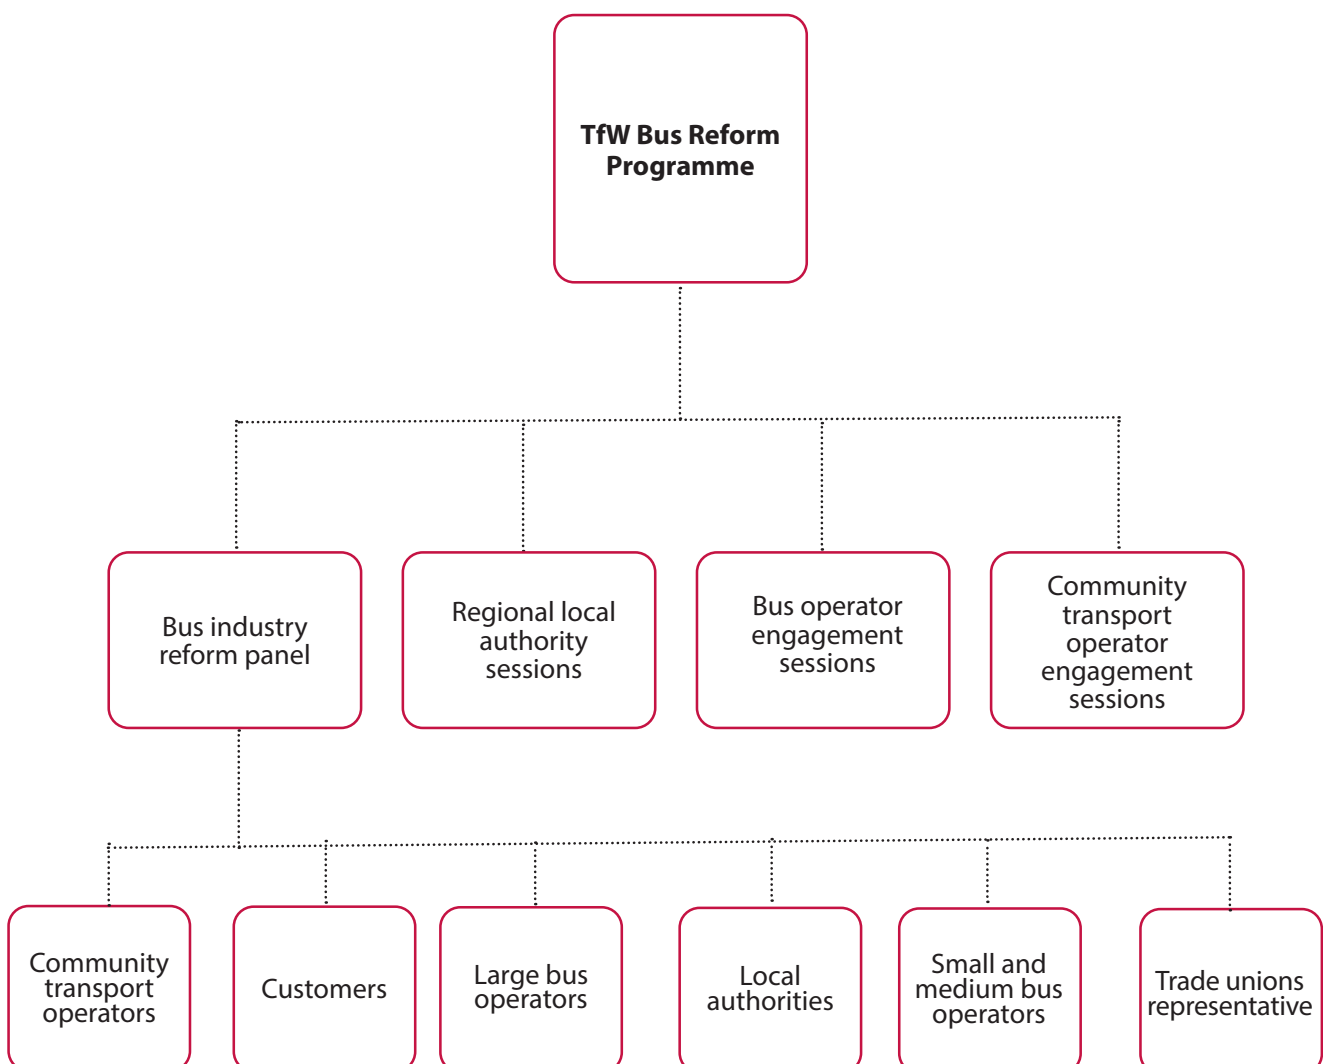 TfW Bus Reform
Programme
Bus industry
reform panel
Regional local
authority
sessions
Bus operator
engagement
sessions
Community
transport
operator
engagement
sessions
Community
transport
operators
Customers
Large bus
operators
Local
authorities
Small and
medium bus
operators
Trade unions
representative